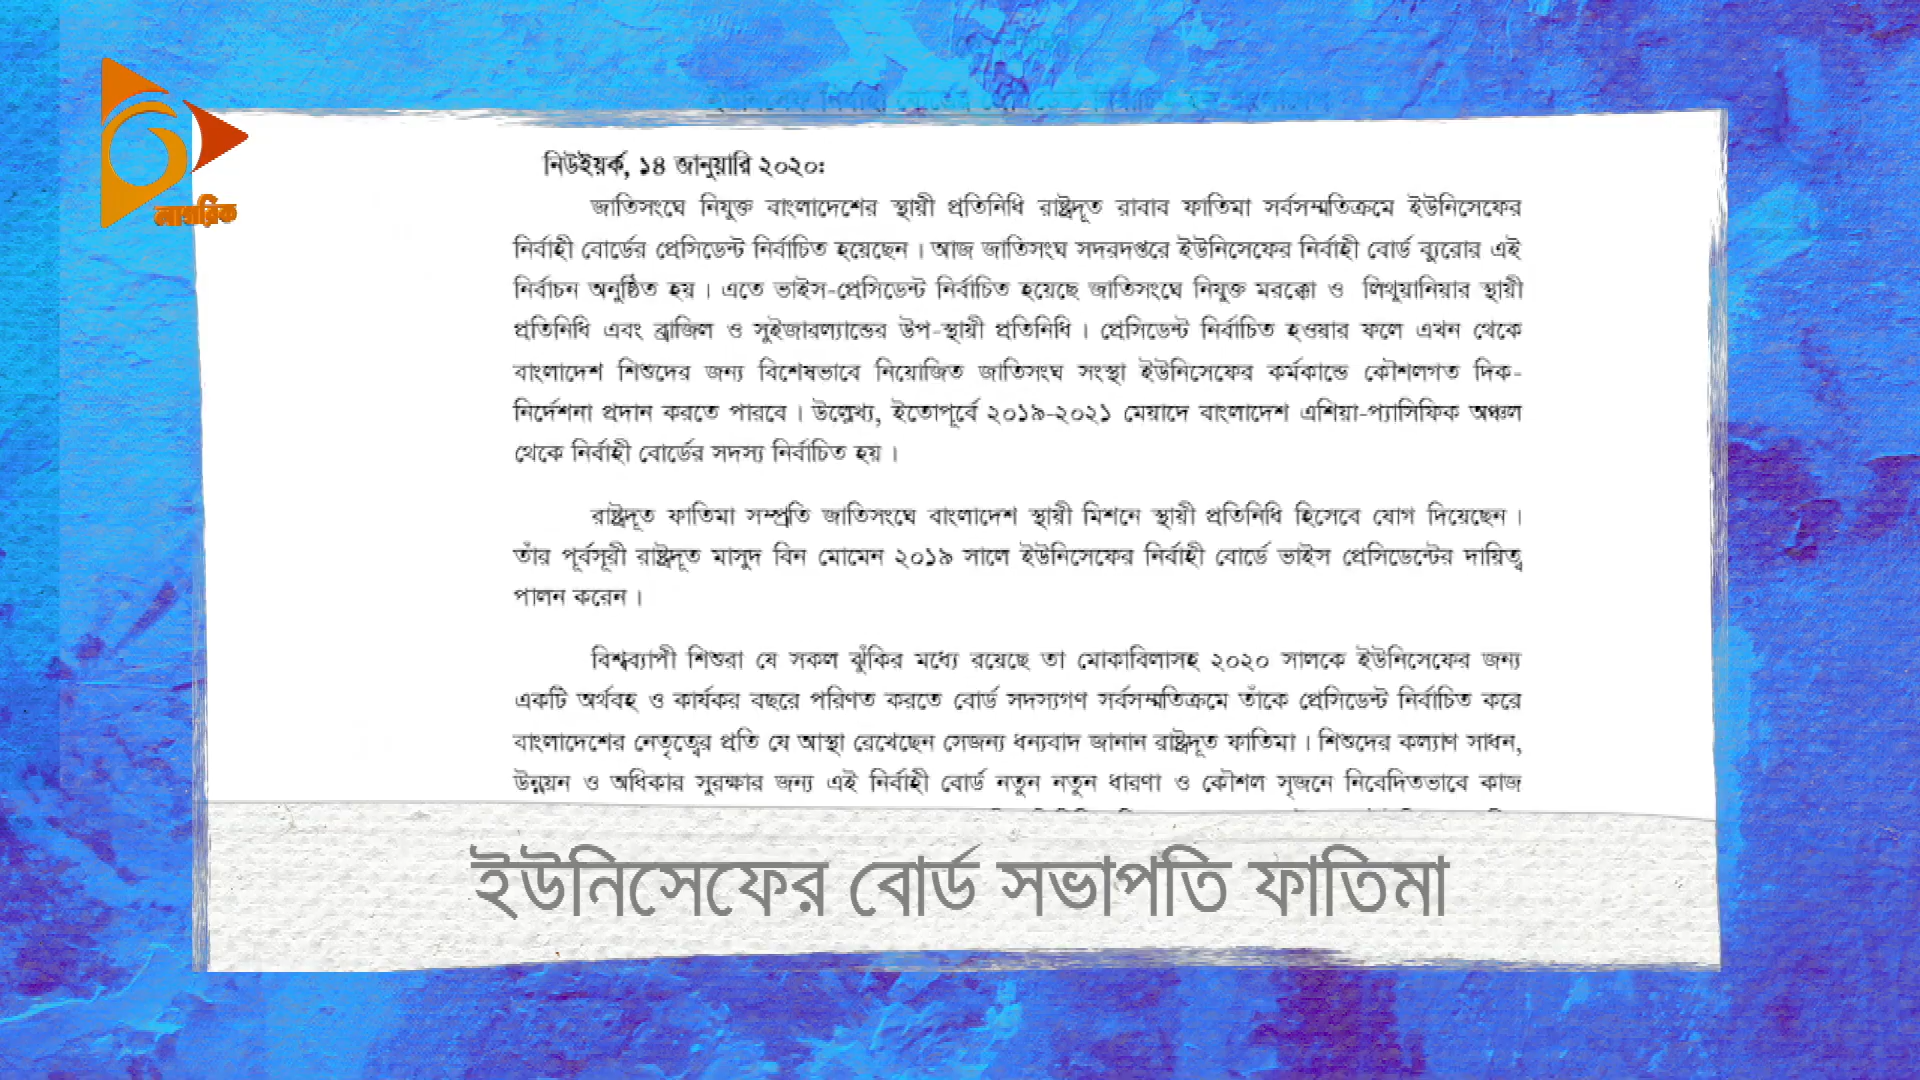 নাগরিক
নিউইয়র্ক, ১৪ জানুয়ারি ২০২০:
জাতিসংঘে নিযুক্ত বাংলাদেশের স্থায়ী প্রতিনিধি রাষ্ট্রদূত রাবাব ফাতিমা সর্বসম্মতিক্রমে ইউনিসেফের
নির্বাহী বোর্ডের প্রেসিডেন্ট নির্বাচিত হয়েছেন। আজ জাতিসংঘ সদরদপ্তরে ইউনিসেফের নির্বাহী বোর্ড ব্যুরোর এই
নির্বাচন অনুষ্ঠিত হয়। এতে ভাইস-প্রেসিডেন্ট নির্বাচিত হয়েছে জাতিসংঘে নিযুক্ত মরক্কো ও লিথুয়ানিয়ার স্থায়ী
প্রতিনিধি এবং ব্রাজিল ও সুইজারল্যান্ডের উপ-স্থায়ী প্রতিনিধি। প্রেসিডেন্ট নির্বাচিত হওয়ার ফলে এখন থেকে
বাংলাদেশ শিশুদের জন্য বিশেষভাবে নিয়োজিত জাতিসংঘ সংস্থা ইউনিসেফের কর্মকান্ডে কৌশলগত দিক-
নির্দেশনা প্রদান করতে পারবে। উল্লেখ্য, ইতোপূর্বে ২০১৯-২০২১ মেয়াদে বাংলাদেশ এশিয়া-প্যাসিফিক অঞ্চল
থেকে নির্বাহী বোর্ডের সদস্য নির্বাচিত হয়।
রাষ্ট্রদূত ফাতিমা সম্প্রতি জাতিসংঘে বাংলাদেশ স্থায়ী মিশনে স্থায়ী প্রতিনিধি হিসেবে যোগ দিয়েছেন।
তাঁর পূর্বসূরী রাষ্ট্রদূত মাসুদ বিন মোমেন ২০১৯ সালে ইউনিসেফের নির্বাহী বোর্ডে ভাইস প্রেসিডেন্টের দায়িত্ব
পালন করেন।
বিশ্বব্যাপী শিশুরা যে সকল ঝুঁকির মধ্যে রয়েছে তা মোকাবিলাসহ ২০২০ সালকে ইউনিসেফের জন্য
একটি অর্থবহ ও কার্যকর বছরে পরিণত করতে বোর্ড সদস্যগণ সর্বসম্মতিক্রমে তাঁকে প্রেসিডেন্ট নির্বাচিত করে
বাংলাদেশের নেতৃত্বের প্রতি যে আস্থা রেখেছেন সেজন্য ধন্যবাদ জানান রাষ্ট্রদূত ফাতিমা। শিশুদের কল্যাণ সাধন,
উন্নয়ন ও অধিকার সুরক্ষার জন্য এই নির্বাহী বোর্ড নতুন নতুন ধারণা ও কৌশল সৃজনে নিবেদিতভাবে কাজ
ইউনিসেফের বোর্ড সভাপতি ফাতিমা